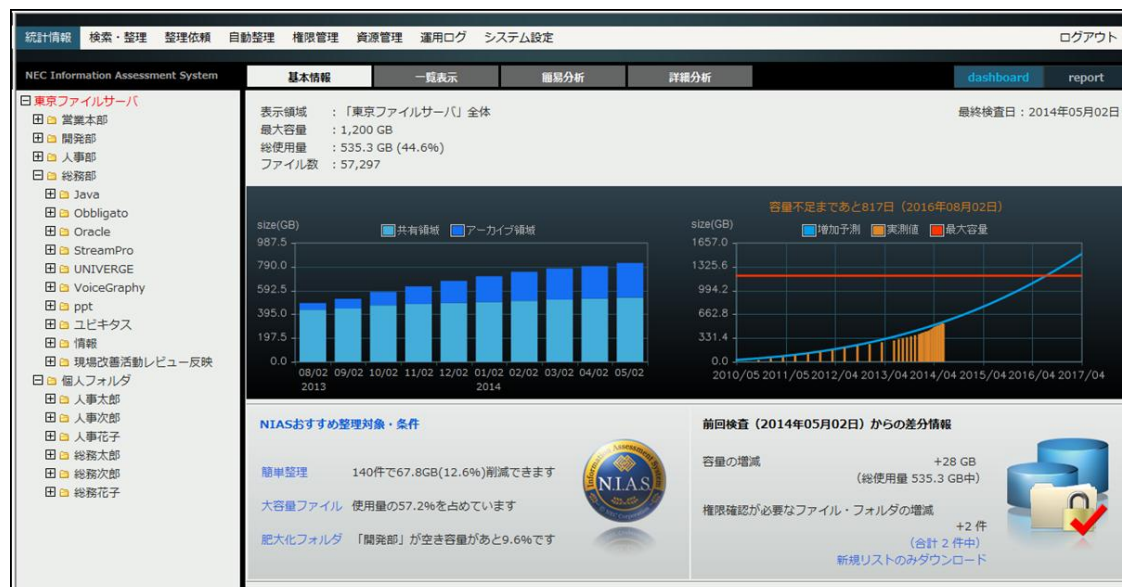 統計情報 検索・整理 整理依頼 自動整理 権限管理 資源管理 運用ログ システム設定 ログアウト
NEC Information Assessment System 基本情報 一覧表示 簡易分析 詳細分析 dashboard report
東京ファイルサーバ
営業本部
開発部
人事部
総務部
Java
Obbligato
Oracle
StreamPro
UNIVERGE
VoiceGraphy
ppt
ユビキタス
情報
現場改善活動レビュー反映
個人フォルダ
人事太郎
人事次郎
人事花子
総務太郎
総務次郎
総務花子
表示領域 : 「東京ファイルサーバ」全体 最終検査日:2014年05月02日
最大容量 : 1,200 GB
総使用量 : 535.3 GB (44.6%)
ファイル数 : 57,297
size(GB)
共有領域 アーカイブ領域
987.5
790.0
592.5
395.0
197.5
0.0
08/02 09/02 10/02 11/02 12/02 01/02 02/02 03/02 04/02 05/02
2013 2014
容量不足まであと817日(2016年08月02日)
size(GB)
増加予測 実測値 最大容量
1657.0
1325.6
994.2
662.8
331.4
0.0
2010/05 2011/05 2012/04 2013/04 2014/04 2015/04 2016/04 2017/04
NIASおすすめ整理対象・条件
簡単整理 140件で67.8GB(12.6%)削減できます
大容量ファイル 使用量の57.2%を占めています
肥大化フォルダ 「開発部」が空き容量があと9.6%です
Information Assessment System
N.I.A.S
© NEC Corporation
前回検査(2014年05月02日)からの差分情報
容量の増減 +28 GB
(総使用量 535.3 GB中)
権限確認が必要なファイル・フォルダの増減
+2 件
(合計 2 件中)
新規リストのみダウンロード